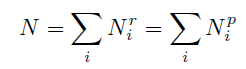 N = \sum_i N_i^r = \sum_i N_i^p